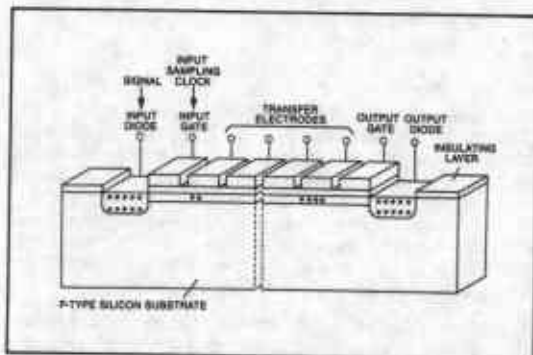 SIGNAL
INPUT
SAMPLING
CLOCK
INPUT
DIODE
INPUT
GATE
TRANSFER
ELECTRODES
OUTPUT
GATE
OUTPUT
DIODE
INSULATING
LAYER
P-TYPE SILICON SUBSTRATE